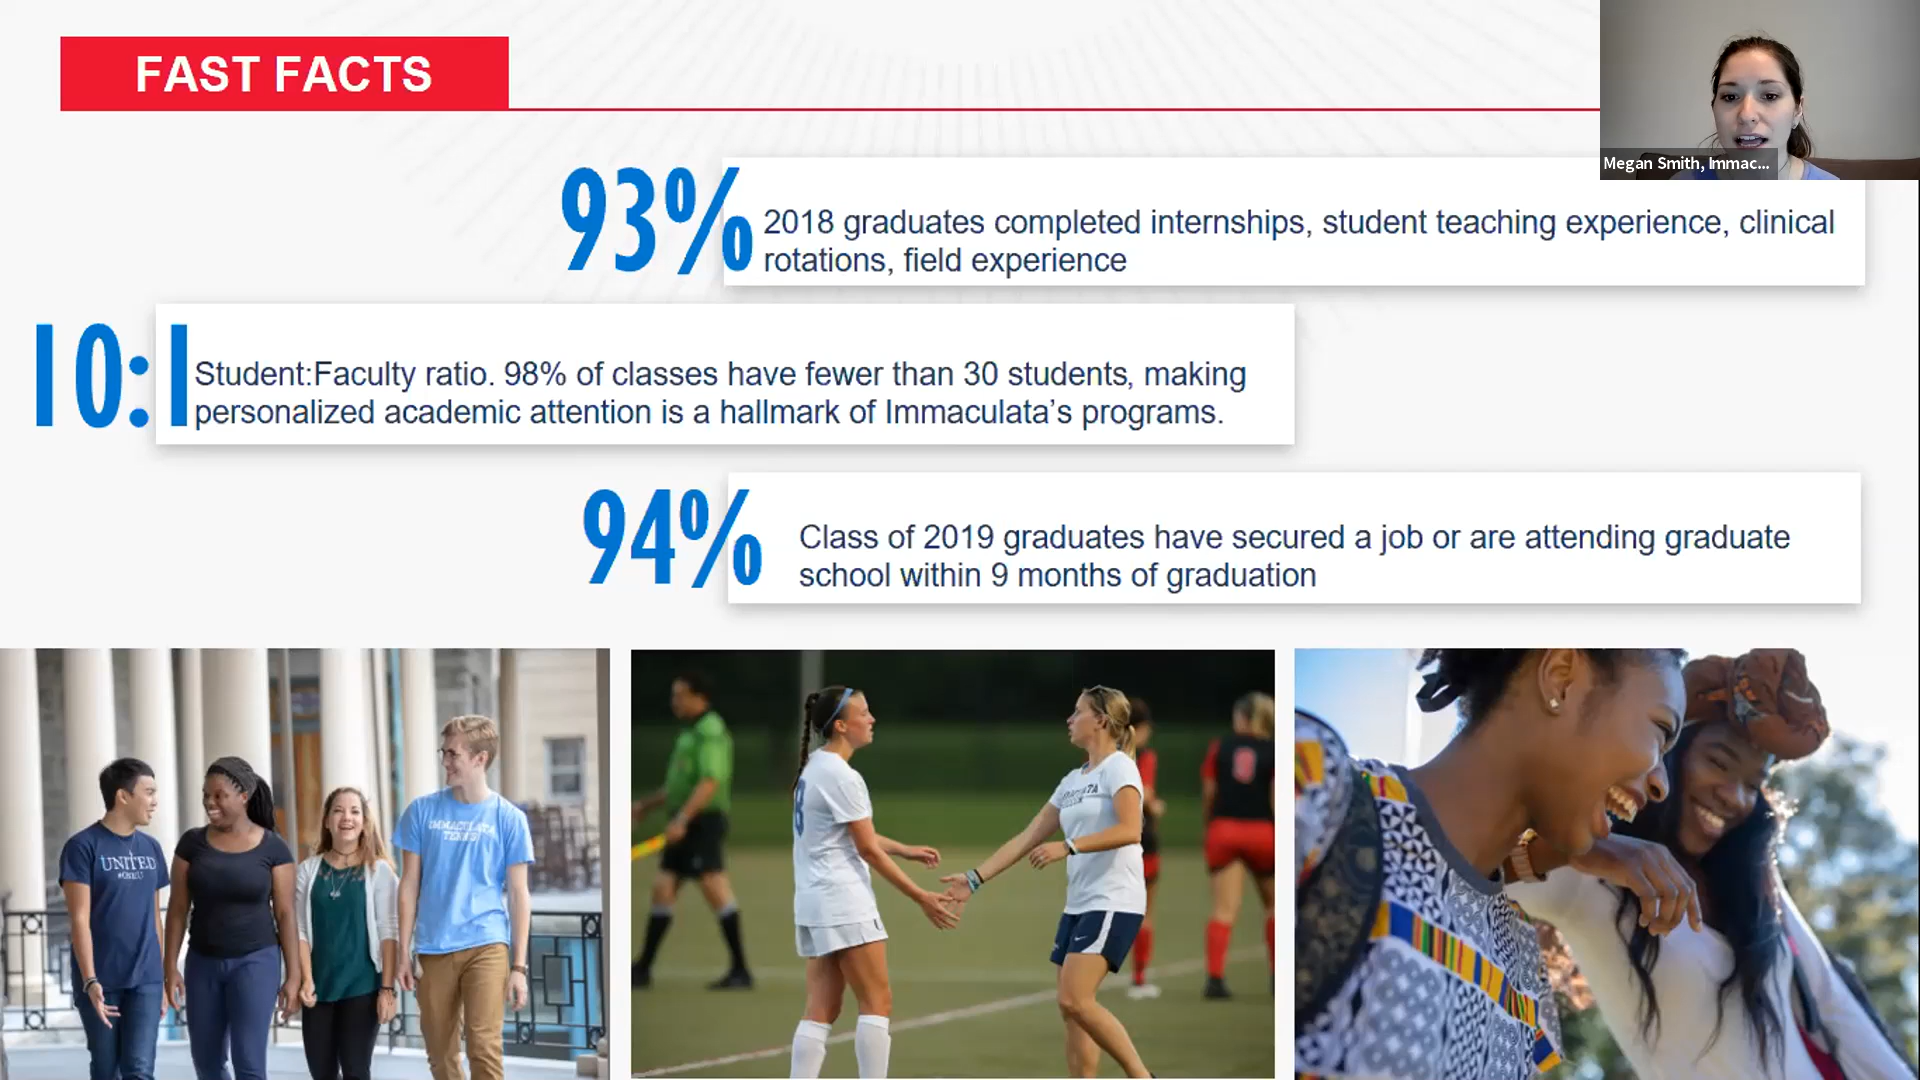 FAST FACTS
Megan Smith, Immac...
93%
2018 graduates completed internships, student teaching experience, clinical
rotations, field experience
10:1
Student:Faculty ratio. 98% of classes have fewer than 30 students, making
personalized academic attention is a hallmark of Immaculata’s programs.
94%
Class of 2019 graduates have secured a job or are attending graduate
school within 9 months of graduation
UNITED
IMMACULATA
TENNIS
8